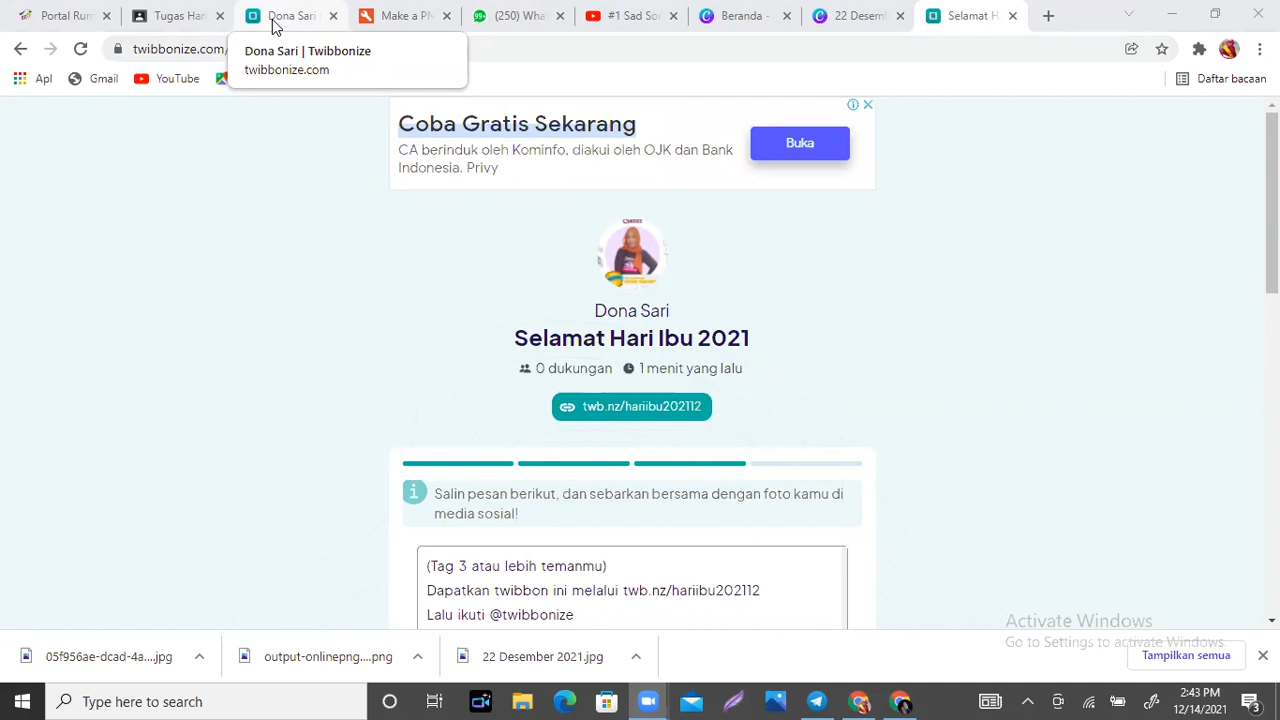 Portal Rum
Tugas Har
Dona Sari
Make a PN
(250) Wha
#1 Sad So
Beranda -
22 Desem
Selamat H
twibbonize.com/
Dona Sari | Twibbonize
twibbonize.com
Apl
Gmail
YouTube
Daftar bacaan
Coba Gratis Sekarang
CA berinduk oleh Kominfo, diakui oleh OJK dan Bank
Indonesia. Privy
Buka
Dona Sari
Selamat Hari Ibu 2021
0 dukungan 1 menit yang lalu
twb.nz/hariibu202112
Salin pesan berikut, dan sebarkan bersama dengan foto kamu di
media sosial!
(Tag 3 atau lebih temanmu)
Dapatkan twibbon ini melalui twb.nz/hariibu202112
Lalu ikuti @twibbonize
Activate Windows
Go to Settings to activate Windows.
05f956ae-dcad-4a....jpg
output-onlinepng....png
22 Desember 2021.jpg
Tampilkan semua
Type here to search
2:43 PM
12/14/2021
3